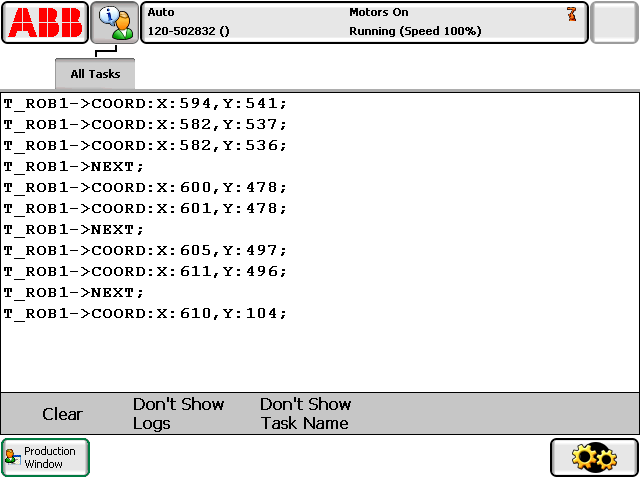 ABB
Auto
Motors On
120-502832 ()
Running (Speed 100%)
All Tasks
T_ROB1->COORD:X:594,Y:541;
T_ROB1->COORD:X:582,Y:537;
T_ROB1->COORD:X:582,Y:536;
T_ROB1->NEXT;
T_ROB1->COORD:X:600,Y:478;
T_ROB1->COORD:X:601,Y:478;
T_ROB1->NEXT;
T_ROB1->COORD:X:605,Y:497;
T_ROB1->COORD:X:611,Y:496;
T_ROB1->NEXT;
T_ROB1->COORD:X:610,Y:104;
Clear
Don't Show
Logs
Don't Show
Task Name
Production
Window